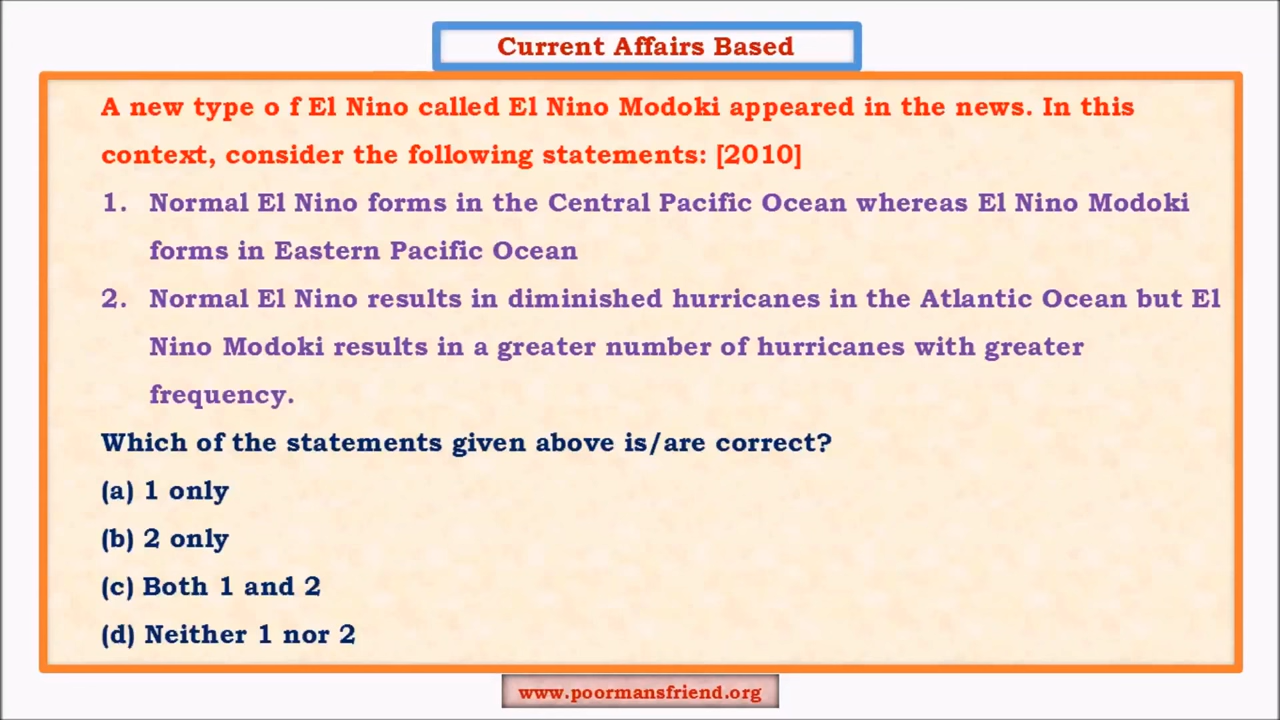 Current Affairs Based
A new type o f El Nino called El Nino Modoki appeared in the news. In this
context, consider the following statements: [2010]
1. Normal El Nino forms in the Central Pacific Ocean whereas El Nino Modoki
forms in Eastern Pacific Ocean
2. Normal El Nino results in diminished hurricanes in the Atlantic Ocean but El
Nino Modoki results in a greater number of hurricanes with greater
frequency.
Which of the statements given above is/are correct?
(a) 1 only
(b) 2 only
(c) Both 1 and 2
(d) Neither 1 nor 2
www.poormansfriend.org